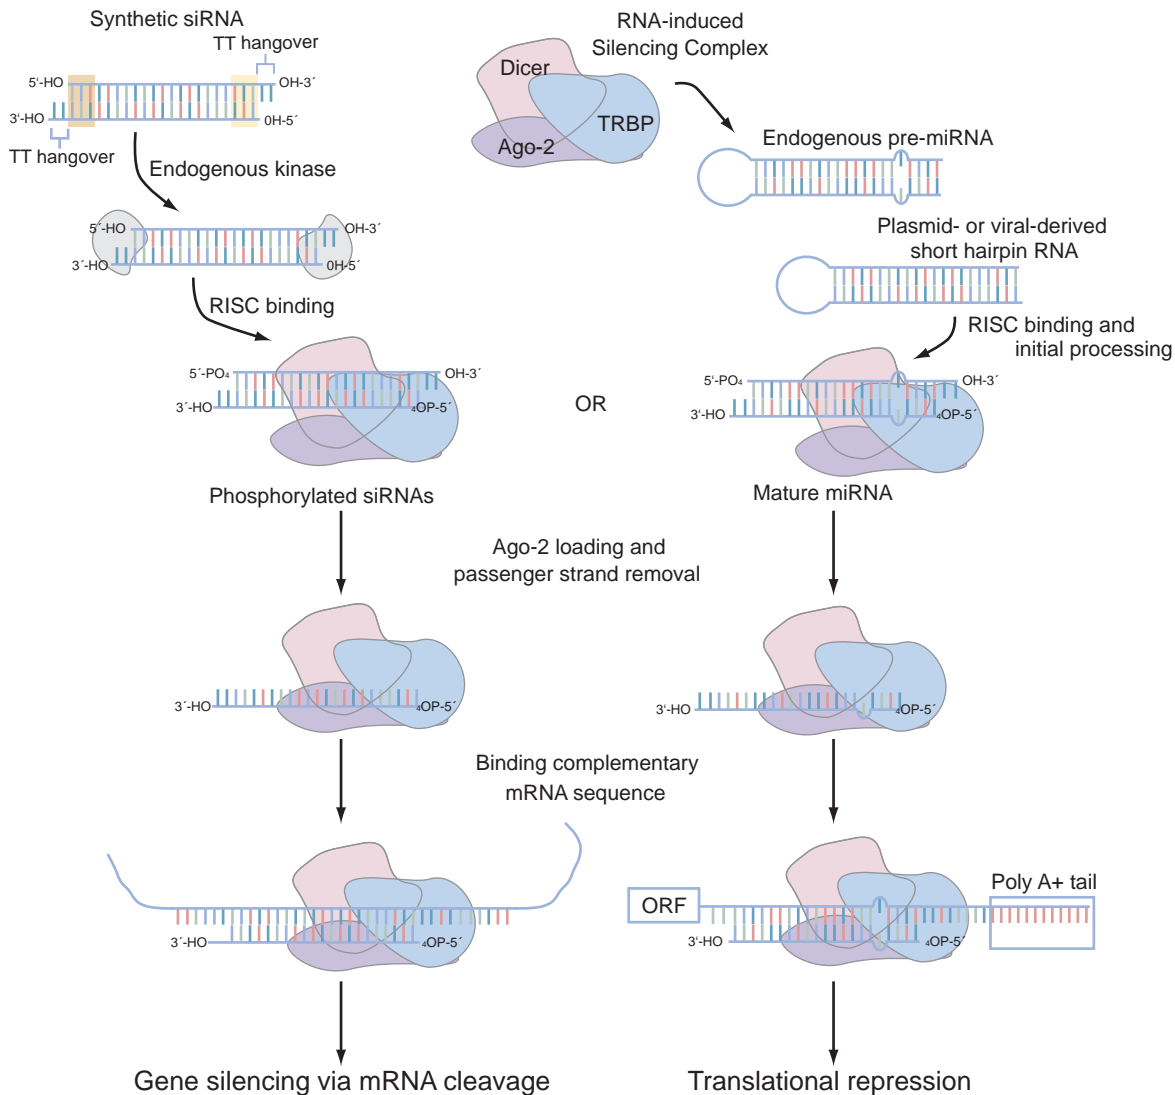 Synthetic siRNA
TT hangover
5'-HO
OH-3´
3'-HO
0H-5´
TT hangover
Endogenous kinase
5´-HO
OH-3´
3´-HO
0H-5´
RISC binding
5´-PO₄
OH-3´
3´-HO
₄OP-5´
Phosphorylated siRNAs
RNA-induced
Silencing Complex
Dicer
TRBP
Ago-2
Endogenous pre-miRNA
Plasmid- or viral-derived
short hairpin RNA
RISC binding and
initial processing
OR
5'-PO₄
OH-3´
3'-HO
₄OP-5´
Mature miRNA
Ago-2 loading and
passenger strand removal
3´-HO
₄OP-5´
3'-HO
₄OP-5´
Binding complementary
mRNA sequence
3´-HO
₄OP-5´
ORF
Poly A+ tail
3'-HO
₄OP-5´
Gene silencing via mRNA cleavage
Translational repression